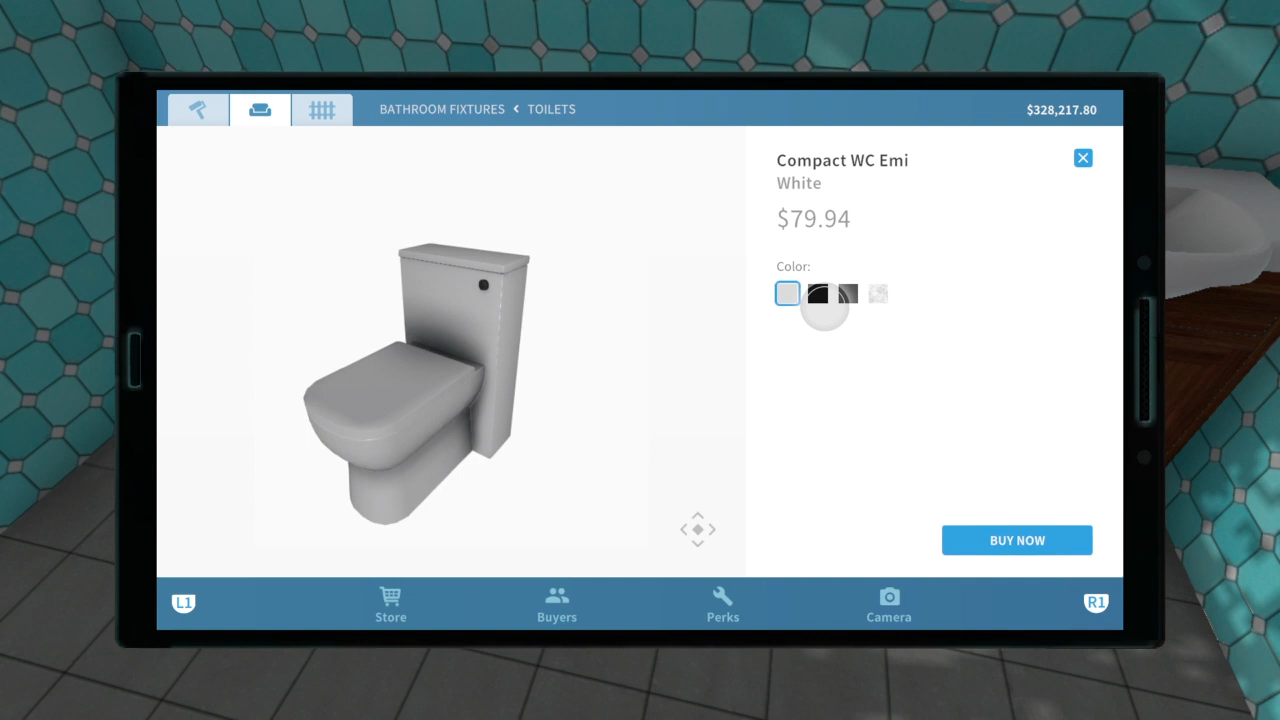 BATHROOM FIXTURES < TOILETS
$328,217.80
Compact WC Emi
White
$79.94
Color:
BUY NOW
L1
Store
Buyers
Perks
Camera
R1